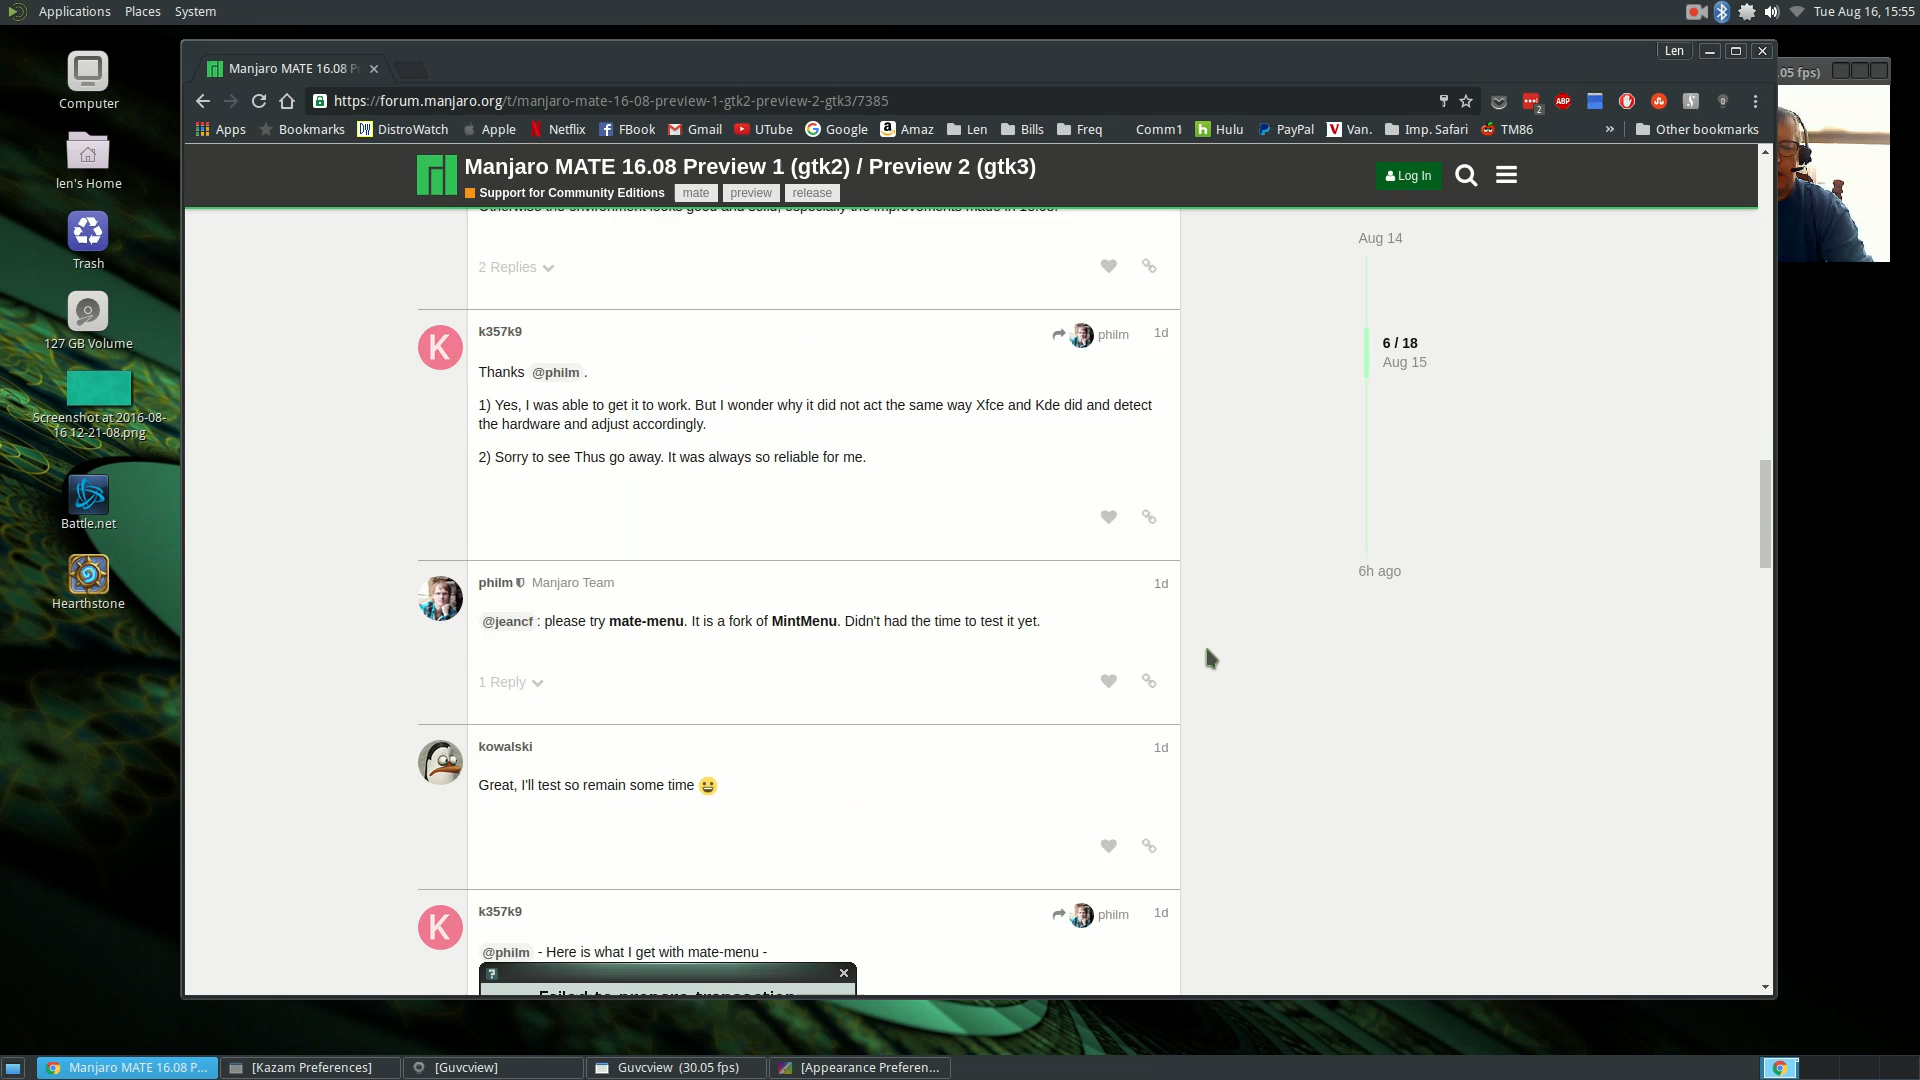 Applications Places System
Tue Aug 16, 15:55
Computer
len's Home
Trash
127 GB Volume
Screenshot at 2016-08-
16 12-21-08.png
Battle.net
Hearthstone
Len
Manjaro MATE 16.08 P
.05 fps)
https://forum.manjaro.org/t/manjaro-mate-16-08-preview-1-gtk2-preview-2-gtk3/7385
2
ABP
0
Apps Bookmarks DW DistroWatch Apple Netflix FBook Gmail UTube Google Amaz Len Bills Freq Comm1 Hulu PayPal Van. Imp. Safari TM86 » Other bookmarks
Manjaro MATE 16.08 Preview 1 (gtk2) / Preview 2 (gtk3)
Support for Community Editions mate preview release
Log In
Otherwise the environment looks good and solid, especially the improvements made in 16.08.
2 Replies
Aug 14
6 / 18
Aug 15
6h ago
K
k357k9
philm 1d
Thanks @philm .
1) Yes, I was able to get it to work. But I wonder why it did not act the same way Xfce and Kde did and detect
the hardware and adjust accordingly.
2) Sorry to see Thus go away. It was always so reliable for me.
philm Manjaro Team 1d
@jeancf : please try mate-menu. It is a fork of MintMenu. Didn't had the time to test it yet.
1 Reply
kowalski 1d
Great, I'll test so remain some time
K
k357k9
philm 1d
@philm - Here is what I get with mate-menu -
?
Failed to prepare transaction
Manjaro MATE 16.08 P... [Kazam Preferences] [Guvcview] Guvcview (30.05 fps) [Appearance Preferen...